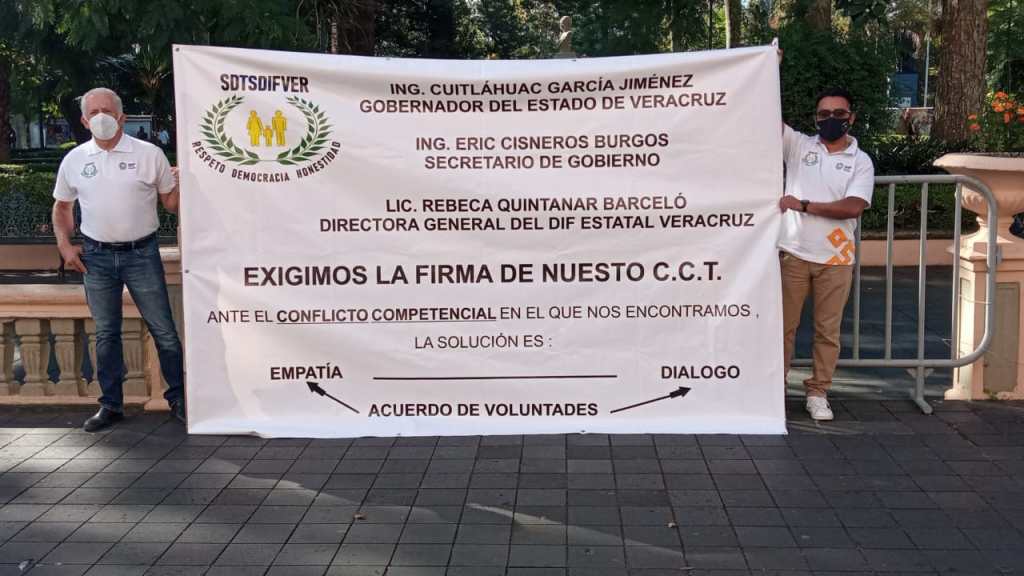 SDTSDIFVER
RESPETO DEMOCRACIA HONESTIDAD
ING. CUITLÁHUAC GARCÍA JIMÉNEZ
GOBERNADOR DEL ESTADO DE VERACRUZ
ING. ERIC CISNEROS BURGOS
SECRETARIO DE GOBIERNO
LIC. REBECA QUINTANAR BARCELÓ
DIRECTORA GENERAL DEL DIF ESTATAL VERACRUZ
EXIGIMOS LA FIRMA DE NUESTO C.C.T.
ANTE EL CONFLICTO COMPETENCIAL EN EL QUE NOS ENCONTRAMOS ,
LA SOLUCIÓN ES :
EMPATÍA DIALOGO
ACUERDO DE VOLUNTADES